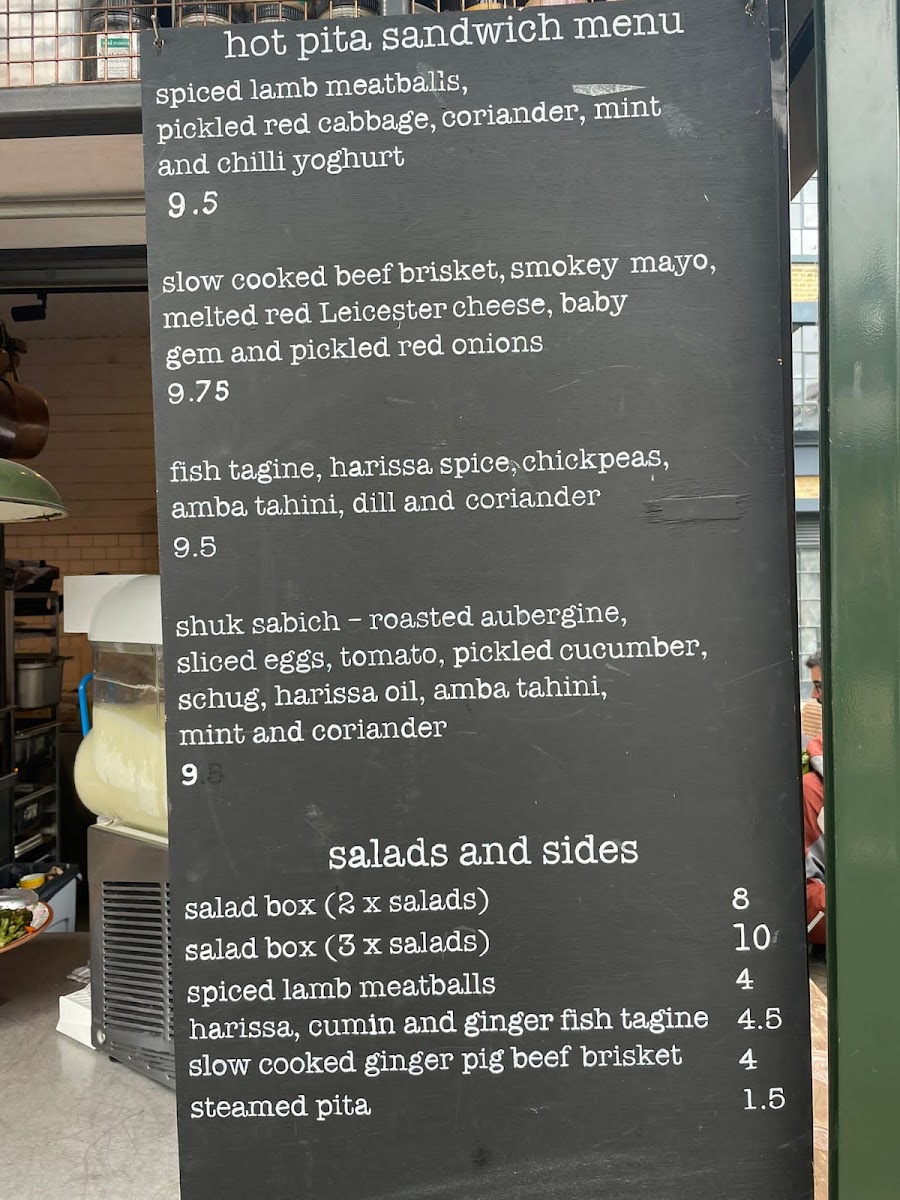 hot pita sandwich menu
spiced lamb meatballs,
pickled red cabbage, coriander, mint
and chilli yoghurt
9.5
slow cooked beef brisket, smokey mayo,
melted red Leicester cheese, baby
gem and pickled red onions
9.75
fish tagine, harissa spice, chickpeas,
amba tahini, dill and coriander
9.5
shuk sabich – roasted aubergine,
sliced eggs, tomato, pickled cucumber,
schug, harissa oil, amba tahini,
mint and coriander
9.5
salads and sides
salad box (2 x salads) 8
salad box (3 x salads) 10
spiced lamb meatballs 4
harissa, cumin and ginger fish tagine 4.5
slow cooked ginger pig beef brisket 4
steamed pita 1.5